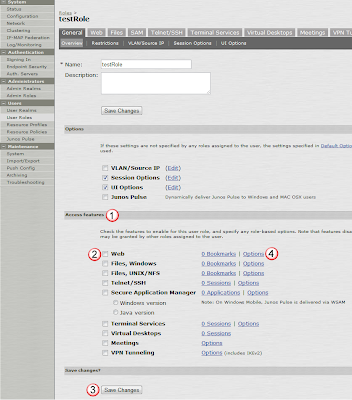 System
Status
Configuration
Network
Clustering
IF-MAP Federation
Log/Monitoring
Authentication
Signing In
Endpoint Security
Auth. Servers
Administrators
Admin Realms
Admin Roles
Users
User Realms
User Roles
Resource Profiles
Resource Policies
Junos Pulse
Maintenance
System
Import/Export
Push Config
Archiving
Troubleshooting
Roles >
testRole
General Web Files SAM Telnet/SSH Terminal Services Virtual Desktops Meetings VPN Tunneling
Overview Restrictions VLAN/Source IP Session Options UI Options
* Name: testRole
Description:
Save Changes
Options
If these settings are not specified by any roles assigned to the user, the settings specified in Default Optio
used.
VLAN/Source IP (Edit)
Session Options (Edit)
UI Options (Edit)
Junos Pulse Dynamically deliver Junos Pulse to Windows and MAC OSX users
Access features 1
Check the features to enable for this user role, and specify any role-based options. Note that features disa
may be granted by other roles assigned to the user.
2 Web 0 Bookmarks | Options 4
Files, Windows 0 Bookmarks | Options
Files, UNIX/NFS 0 Bookmarks | Options
Telnet/SSH 0 Sessions | Options
Secure Application Manager 0 Applications | Options
Windows version Note: On Windows Mobile, Junos Pulse is delivered via WSAM
Java version
Terminal Services 0 Sessions | Options
Virtual Desktops 0 Sessions | Options
Meetings Options
VPN Tunneling Options (includes IKEv2)
Save changes?
3 Save Changes